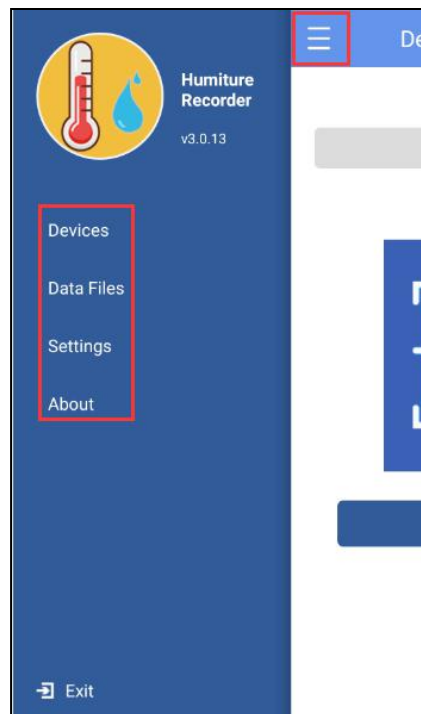 Humiture
Recorder
v3.0.13
Devices
Data Files
Settings
About
Exit